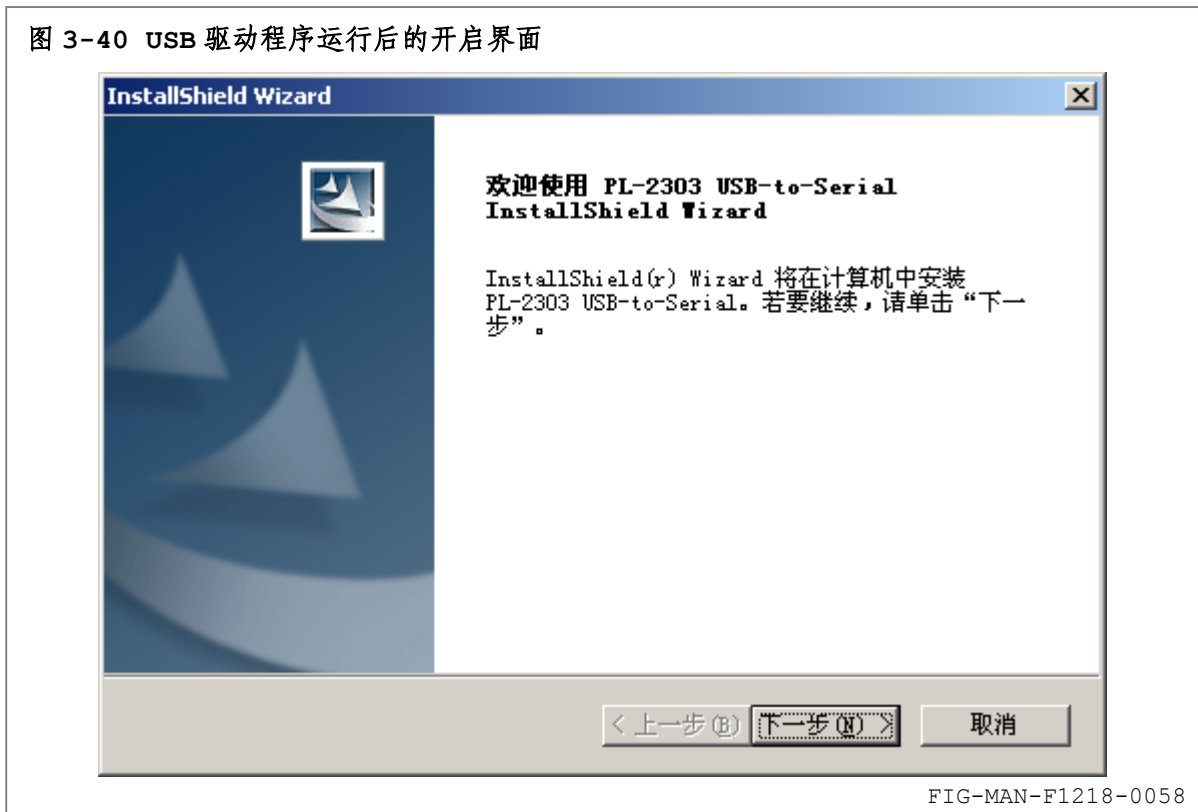 图 3-40 USB 驱动程序运行后的开启界面
InstallShield Wizard
欢迎使用 PL-2303 USB-to-Serial
InstallShield Wizard
InstallShield(r) Wizard 将在计算机中安装
PL-2303 USB-to-Serial。若要继续，请单击“下一
步”。
< 上一步(B)
下一步(N) >
取消
FIG-MAN-F1218-0058